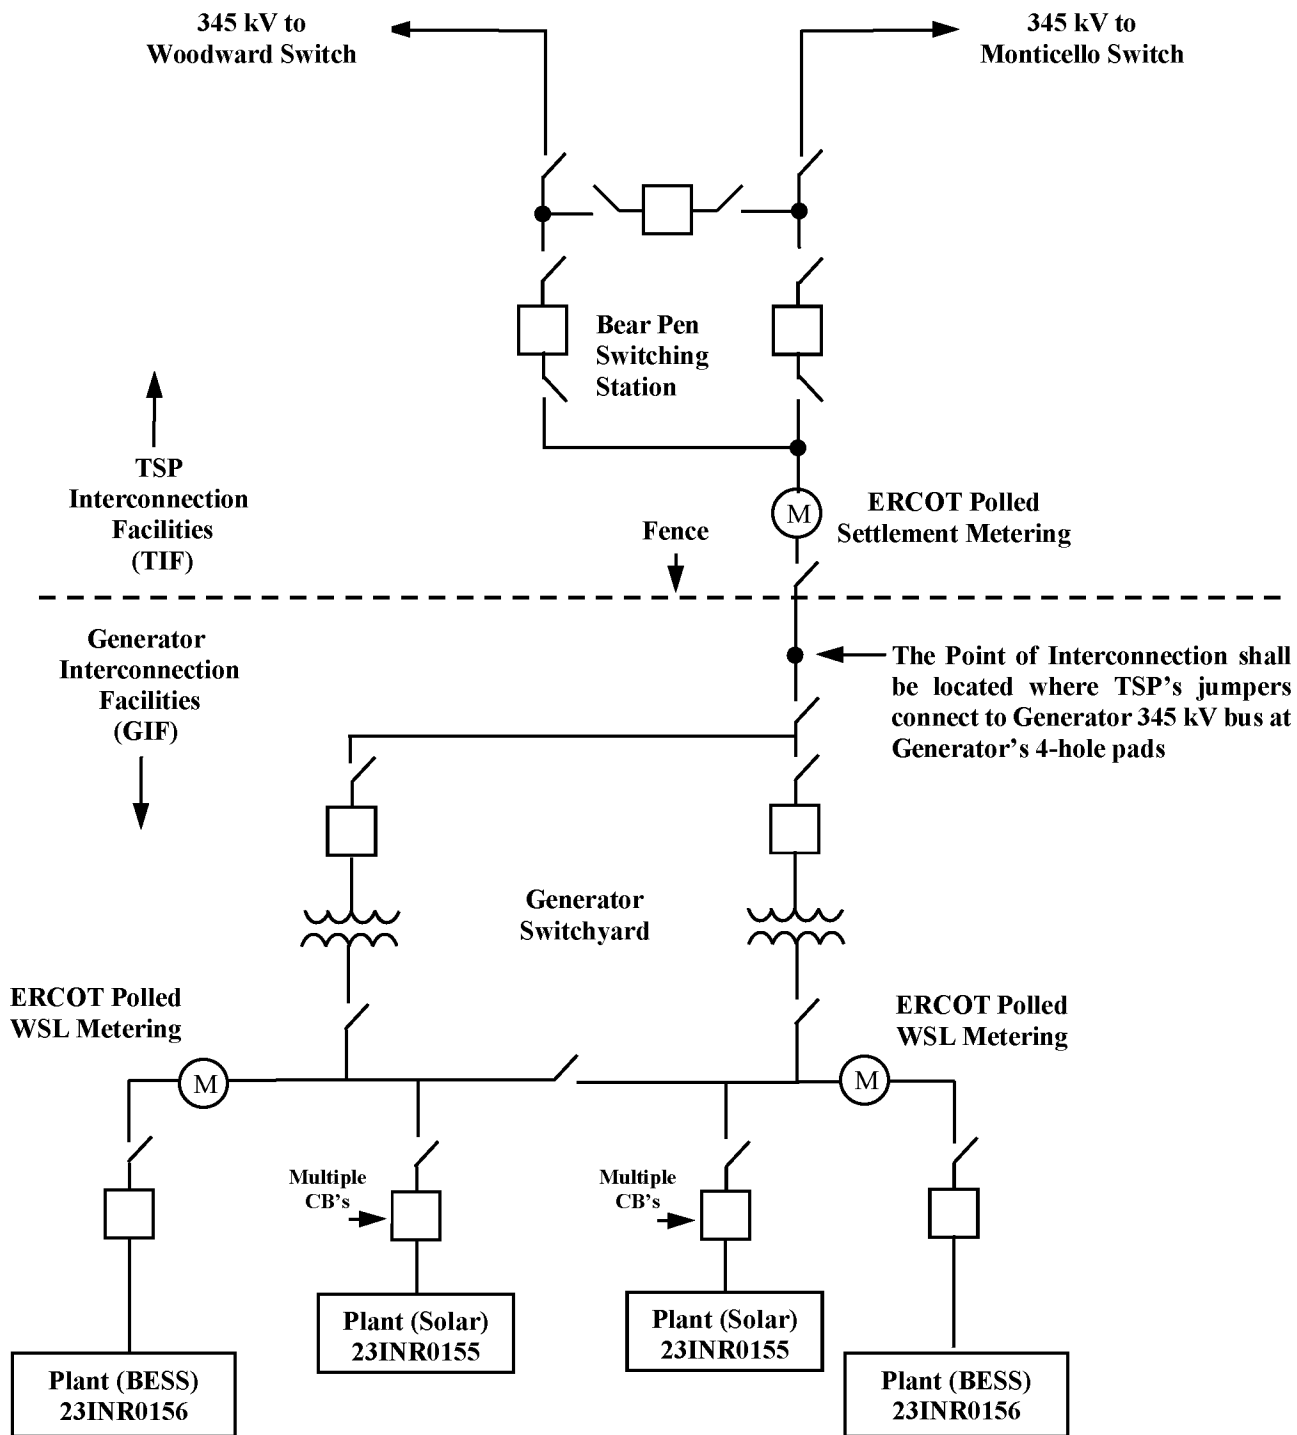 345 kV to
Woodward Switch
345 kV to
Monticello Switch
Bear Pen
Switching
Station
TSP
Interconnection
Facilities
(TIF)
ERCOT Polled
Settlement Metering
M
Fence
Generator
Interconnection
Facilities
(GIF)
The Point of Interconnection shall
be located where TSP's jumpers
connect to Generator 345 kV bus at
Generator's 4-hole pads
Generator
Switchyard
ERCOT Polled
WSL Metering
ERCOT Polled
WSL Metering
M
M
Multiple
CB's
Multiple
CB's
Plant (Solar)
23INR0155
Plant (Solar)
23INR0155
Plant (BESS)
23INR0156
Plant (BESS)
23INR0156